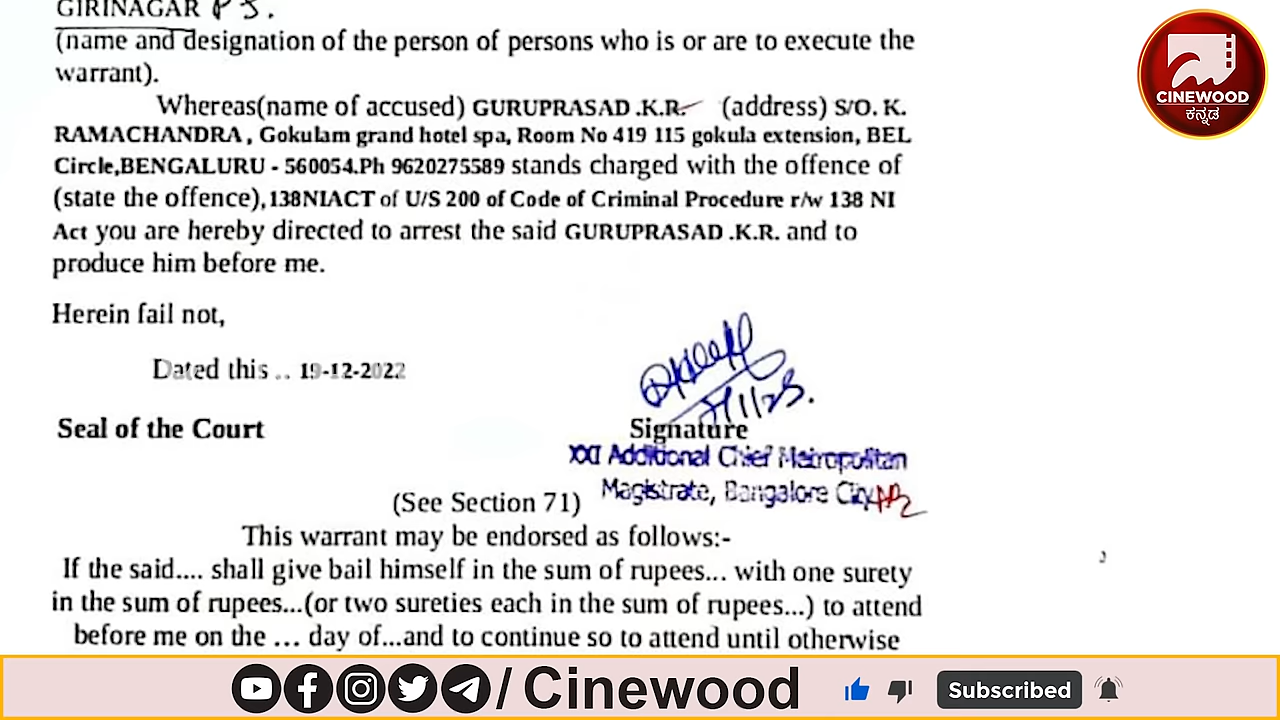 GIRINAGAR P S.
(name and designation of the person of persons who is or are to execute the
warrant).
Whereas(name of accused) GURUPRASAD .K.R. (address) S/O. K.
RAMACHANDRA , Gokulam grand hotel spa, Room No 419 115 gokula extension, BEL
Circle,BENGALURU - 560054.Ph 9620275589 stands charged with the offence of
(state the offence),138NIACT of U/S 200 of Code of Criminal Procedure r/w 138 NI
Act you are hereby directed to arrest the said GURUPRASAD .K.R. and to
produce him before me.
Herein fail not,
Dated this .. 19-12-2022
Seal of the Court
Signature
XXI Additional Chief Metropolitan
Magistrate, Bangalore City
(See Section 71)
This warrant may be endorsed as follows:-
If the said.... shall give bail himself in the sum of rupees... with one surety
in the sum of rupees...(or two sureties each in the sum of rupees...) to attend
before me on the ... day of...and to continue so to attend until otherwise
CINEWOOD
ಕನ್ನಡ
/ Cinewood
Subscribed